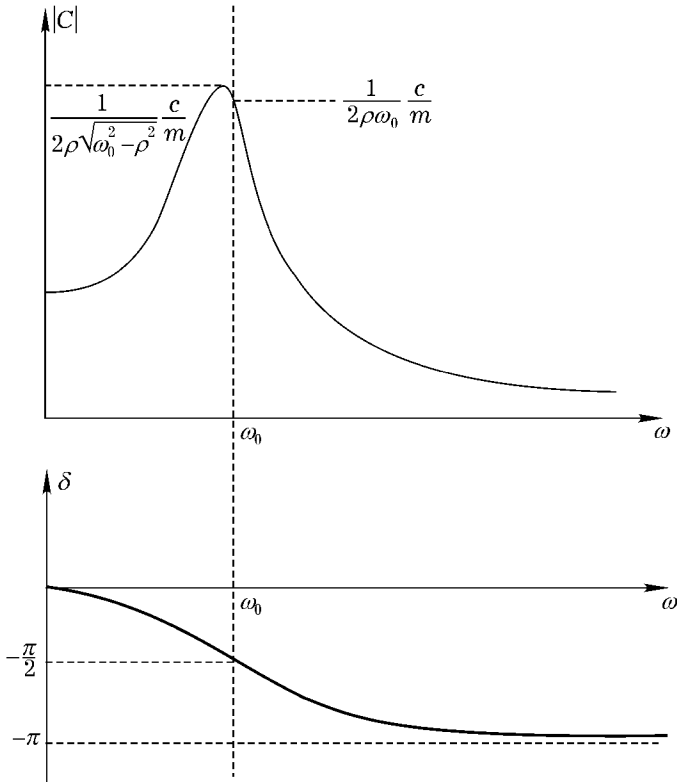 |C|
1/(2ρ√(ω₀² − ρ²)) c/m
1/(2ρω₀) c/m
ω₀
ω
δ
ω₀
ω
−π/2
−π